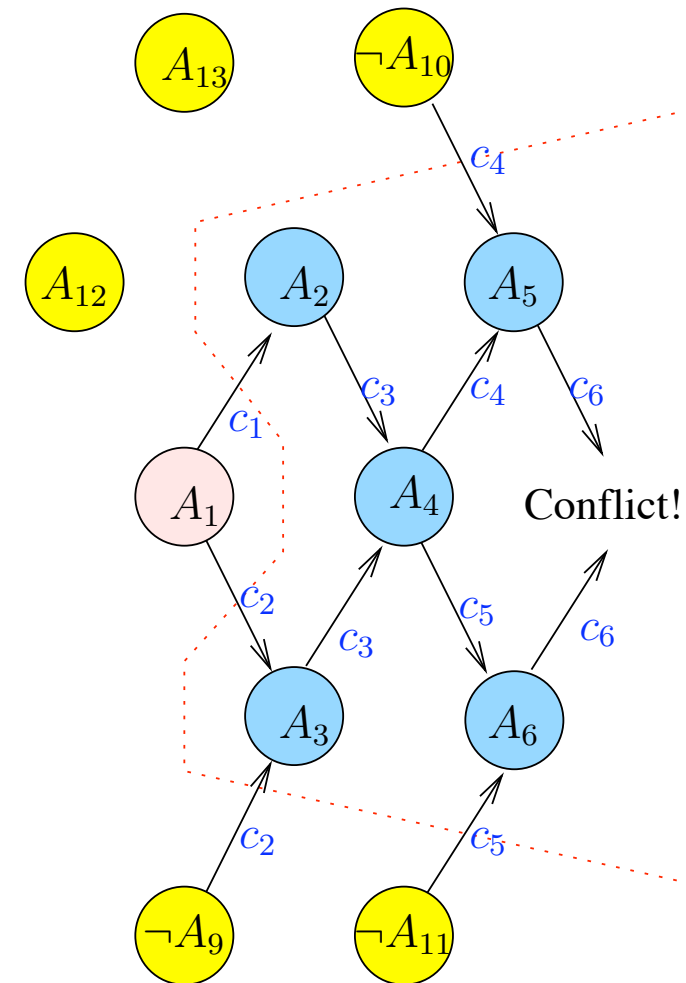 A₁₃ ¬A₁₀
c₄
A₁₂ A₂ A₅
c₃ c₄ c₆
c₁
A₁ A₄ Conflict!
c₂ c₅
c₃ c₆
A₃ A₆
c₂ c₅
¬A₉ ¬A₁₁